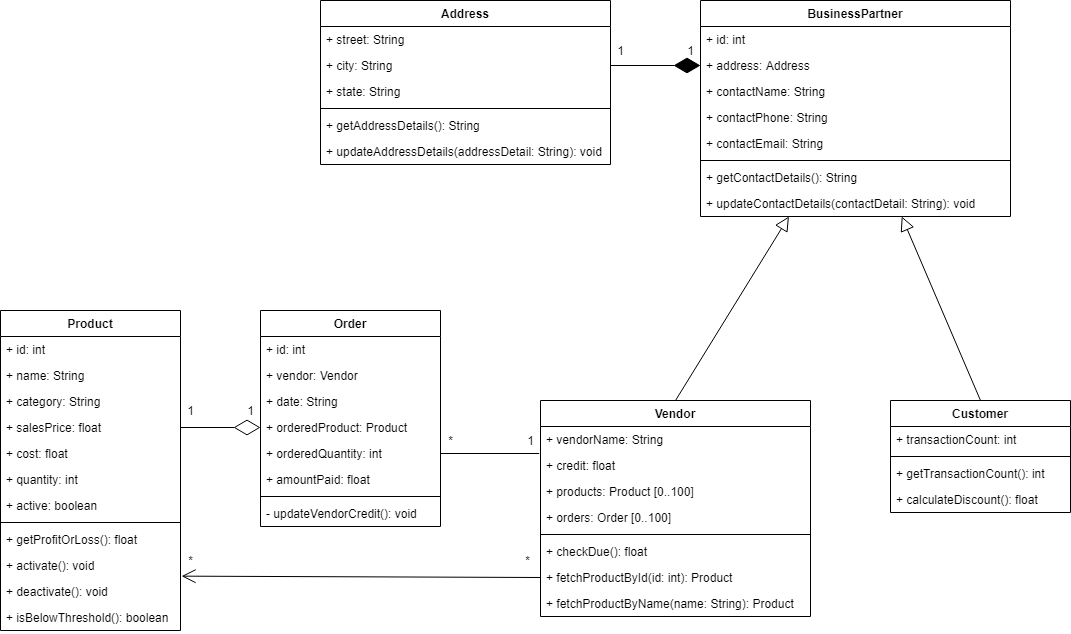 Address
+ street: String
+ city: String
+ state: String
+ getAddressDetails(): String
+ updateAddressDetails(addressDetail: String): void
1
1
BusinessPartner
+ id: int
+ address: Address
+ contactName: String
+ contactPhone: String
+ contactEmail: String
+ getContactDetails(): String
+ updateContactDetails(contactDetail: String): void
Product
+ id: int
+ name: String
+ category: String
+ salesPrice: float
+ cost: float
+ quantity: int
+ active: boolean
+ getProfitOrLoss(): float
+ activate(): void
+ deactivate(): void
+ isBelowThreshold(): boolean
1
1
Order
+ id: int
+ vendor: Vendor
+ date: String
+ orderedProduct: Product
+ orderedQuantity: int
+ amountPaid: float
- updateVendorCredit(): void
*
1
*
*
Vendor
+ vendorName: String
+ credit: float
+ products: Product [0..100]
+ orders: Order [0..100]
+ checkDue(): float
+ fetchProductById(id: int): Product
+ fetchProductByName(name: String): Product
Customer
+ transactionCount: int
+ getTransactionCount(): int
+ calculateDiscount(): float